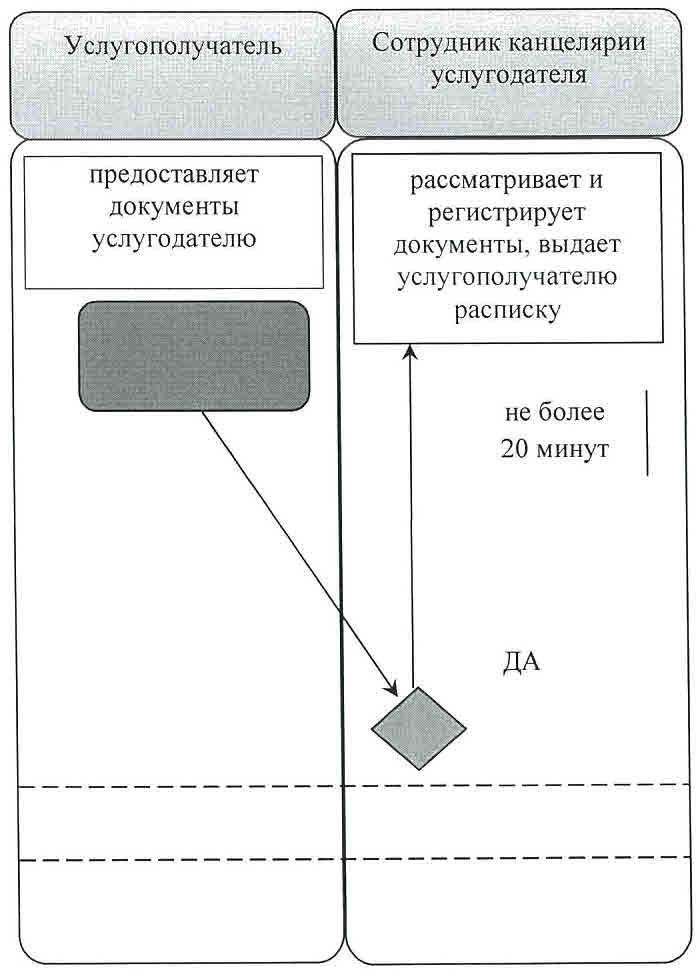 Услугополучатель
Сотрудник канцелярии
услугодателя
предоставляет
документы
услугодателю
рассматривает и
регистрирует
документы, выдает
услугополучателю
расписку
не более
20 минут
ДА